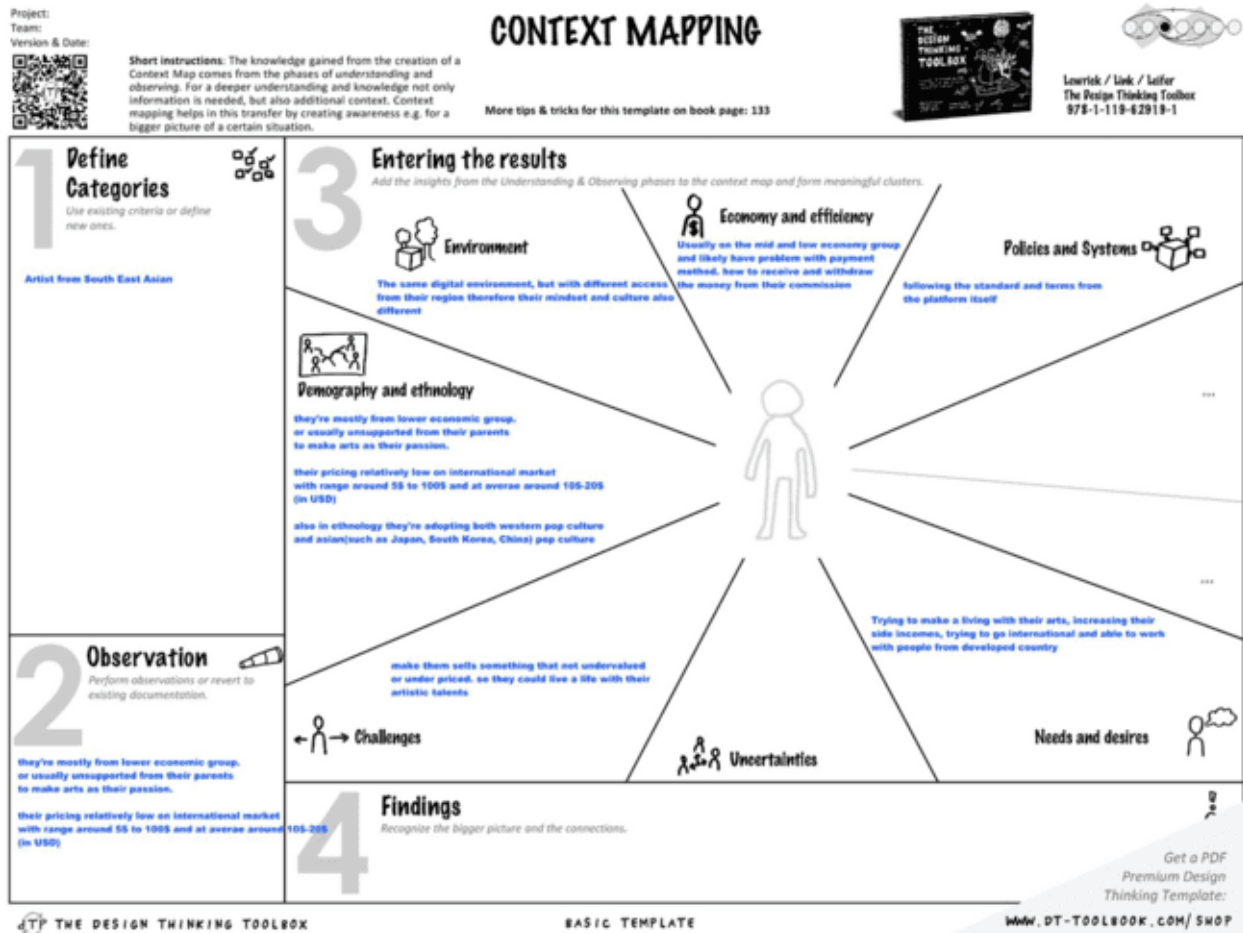 Project:
Team:
Version & Date:
CONTEXT MAPPING
Short instructions: The knowledge gained from the creation of a
Context Map comes from the phases of understanding and
observing. For a deeper understanding and knowledge not only
information is needed, but also additional context. Context
mapping helps in this transfer by creating awareness e.g. for a
bigger picture of a certain situation.
More tips & tricks for this template on book page: 133
THE
DESIGN
THINKING
TOOLBOX
Lewrick / Link / Leifer
The Design Thinking Toolbox
978-1-119-62919-1
1
Define
Categories
Use existing criteria or define
new ones.
Artist from South East Asian
2
Observation
Perform observations or revert to
existing documentation.
they're mostly from lower economic group.
or usually unsupported from their parents
to make arts as their passion.
their pricing relatively low on international market
with range around 5$ to 100$ and at averae around 10$-20$
(in USD)
3
Entering the results
Add the insights from the Understanding & Observing phases to the context map and form meaningful clusters.
Environment
The same digital environment, but with different access
from their region therefore their mindset and culture also
different
Economy and efficiency
Usually on the mid and low economy group
and likely have problem with payment
method. how to receive and withdraw
the money from their commission
Policies and Systems
following the standard and terms from
the platform itself
Demography and ethnology
they're mostly from lower economic group.
or usually unsupported from their parents
to make arts as their passion.
their pricing relatively low on international market
with range around 5$ to 100$ and at averae around 10$-20$
(in USD)
also in ethnology they're adopting both western pop culture
and asian(such as Japan, South Korea, China) pop culture
...
...
make them sells something that not undervalued
or under priced. so they could live a life with their
artistic talents
Challenges
Uncertainties
Trying to make a living with their arts, increasing their
side incomes, trying to go international and able to work
with people from developed country
Needs and desires
4
Findings
Recognize the bigger picture and the connections.
Get a PDF
Premium Design
Thinking Template:
DTP THE DESIGN THINKING TOOLBOX
BASIC TEMPLATE
WWW.DT-TOOLBOOK.COM/SHOP